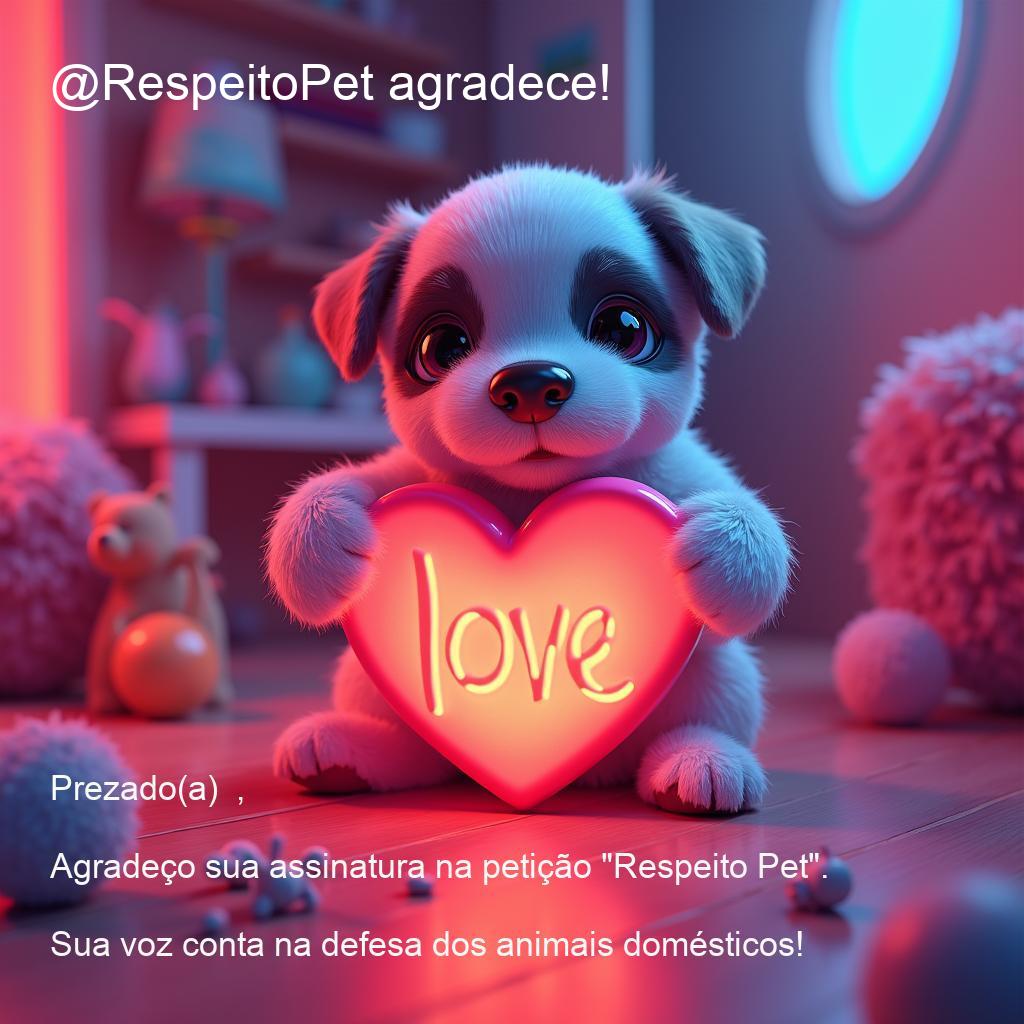 @RespeitoPet agradece!
love
Prezado(a)  ,
Agradeço sua assinatura na petição "Respeito Pet".
Sua voz conta na defesa dos animais domésticos!